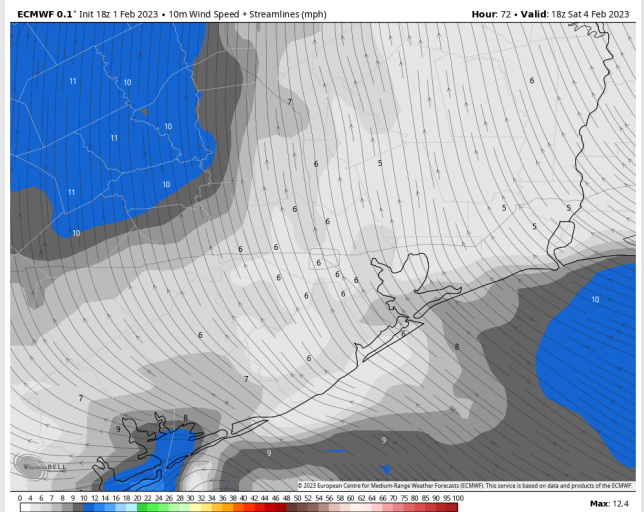 ECMWF 0.1° Init 18z 1 Feb 2023 • 10m Wind Speed + Streamlines (mph)
Hour: 72 • Valid: 18z Sat 4 Feb 2023
11 10 6
7
10
11
6 5
11 10
6 5 5
6 5
10
6 6
6 6 6
6 6 6
10
6
6 8
6
7
7
8
9
9 9
WeatherBELL
© 2023 European Centre for Medium-Range Weather Forecasts (ECMWF). This service is based on data and products of the ECMWF.
0 4 6 7 8 9 10 12 14 16 18 20 22 24 26 28 30 32 34 36 38 40 42 44 46 48 50 52 54 56 58 60 65 70 75 80 85 90 95 100
Max: 12.4